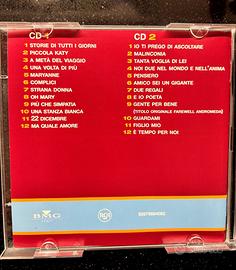 CD 1
1 STORIE DI TUTTI I GIORNI
2 PICCOLA KATY
3 A METÀ DEL VIAGGIO
4 UNA VOLTA DI PIÙ
5 MARYANNE
6 COMPLICI
7 STRANA DONNA
8 OH MARY
9 PIÙ CHE SIMPATIA
10 UNA STANZA BIANCA
11 22 DICEMBRE
12 MA QUALE AMORE
CD 2
1 IO TI PREGO DI ASCOLTARE
2 MALINCONIA
3 TANTA VOGLIA DI LEI
4 NOI DUE NEL MONDO E NELL'ANIMA
5 PENSIERO
6 AMICO SEI UN GIGANTE
7 DUE REGALI
8 E IO POETA
9 GENTE PER BENE
(TITOLO ORIGINALE FAREWELL ANDROMEDA)
10 GUARDAMI
11 FIGLIO MIO
12 È TEMPO PER NOI
BMG
RCA